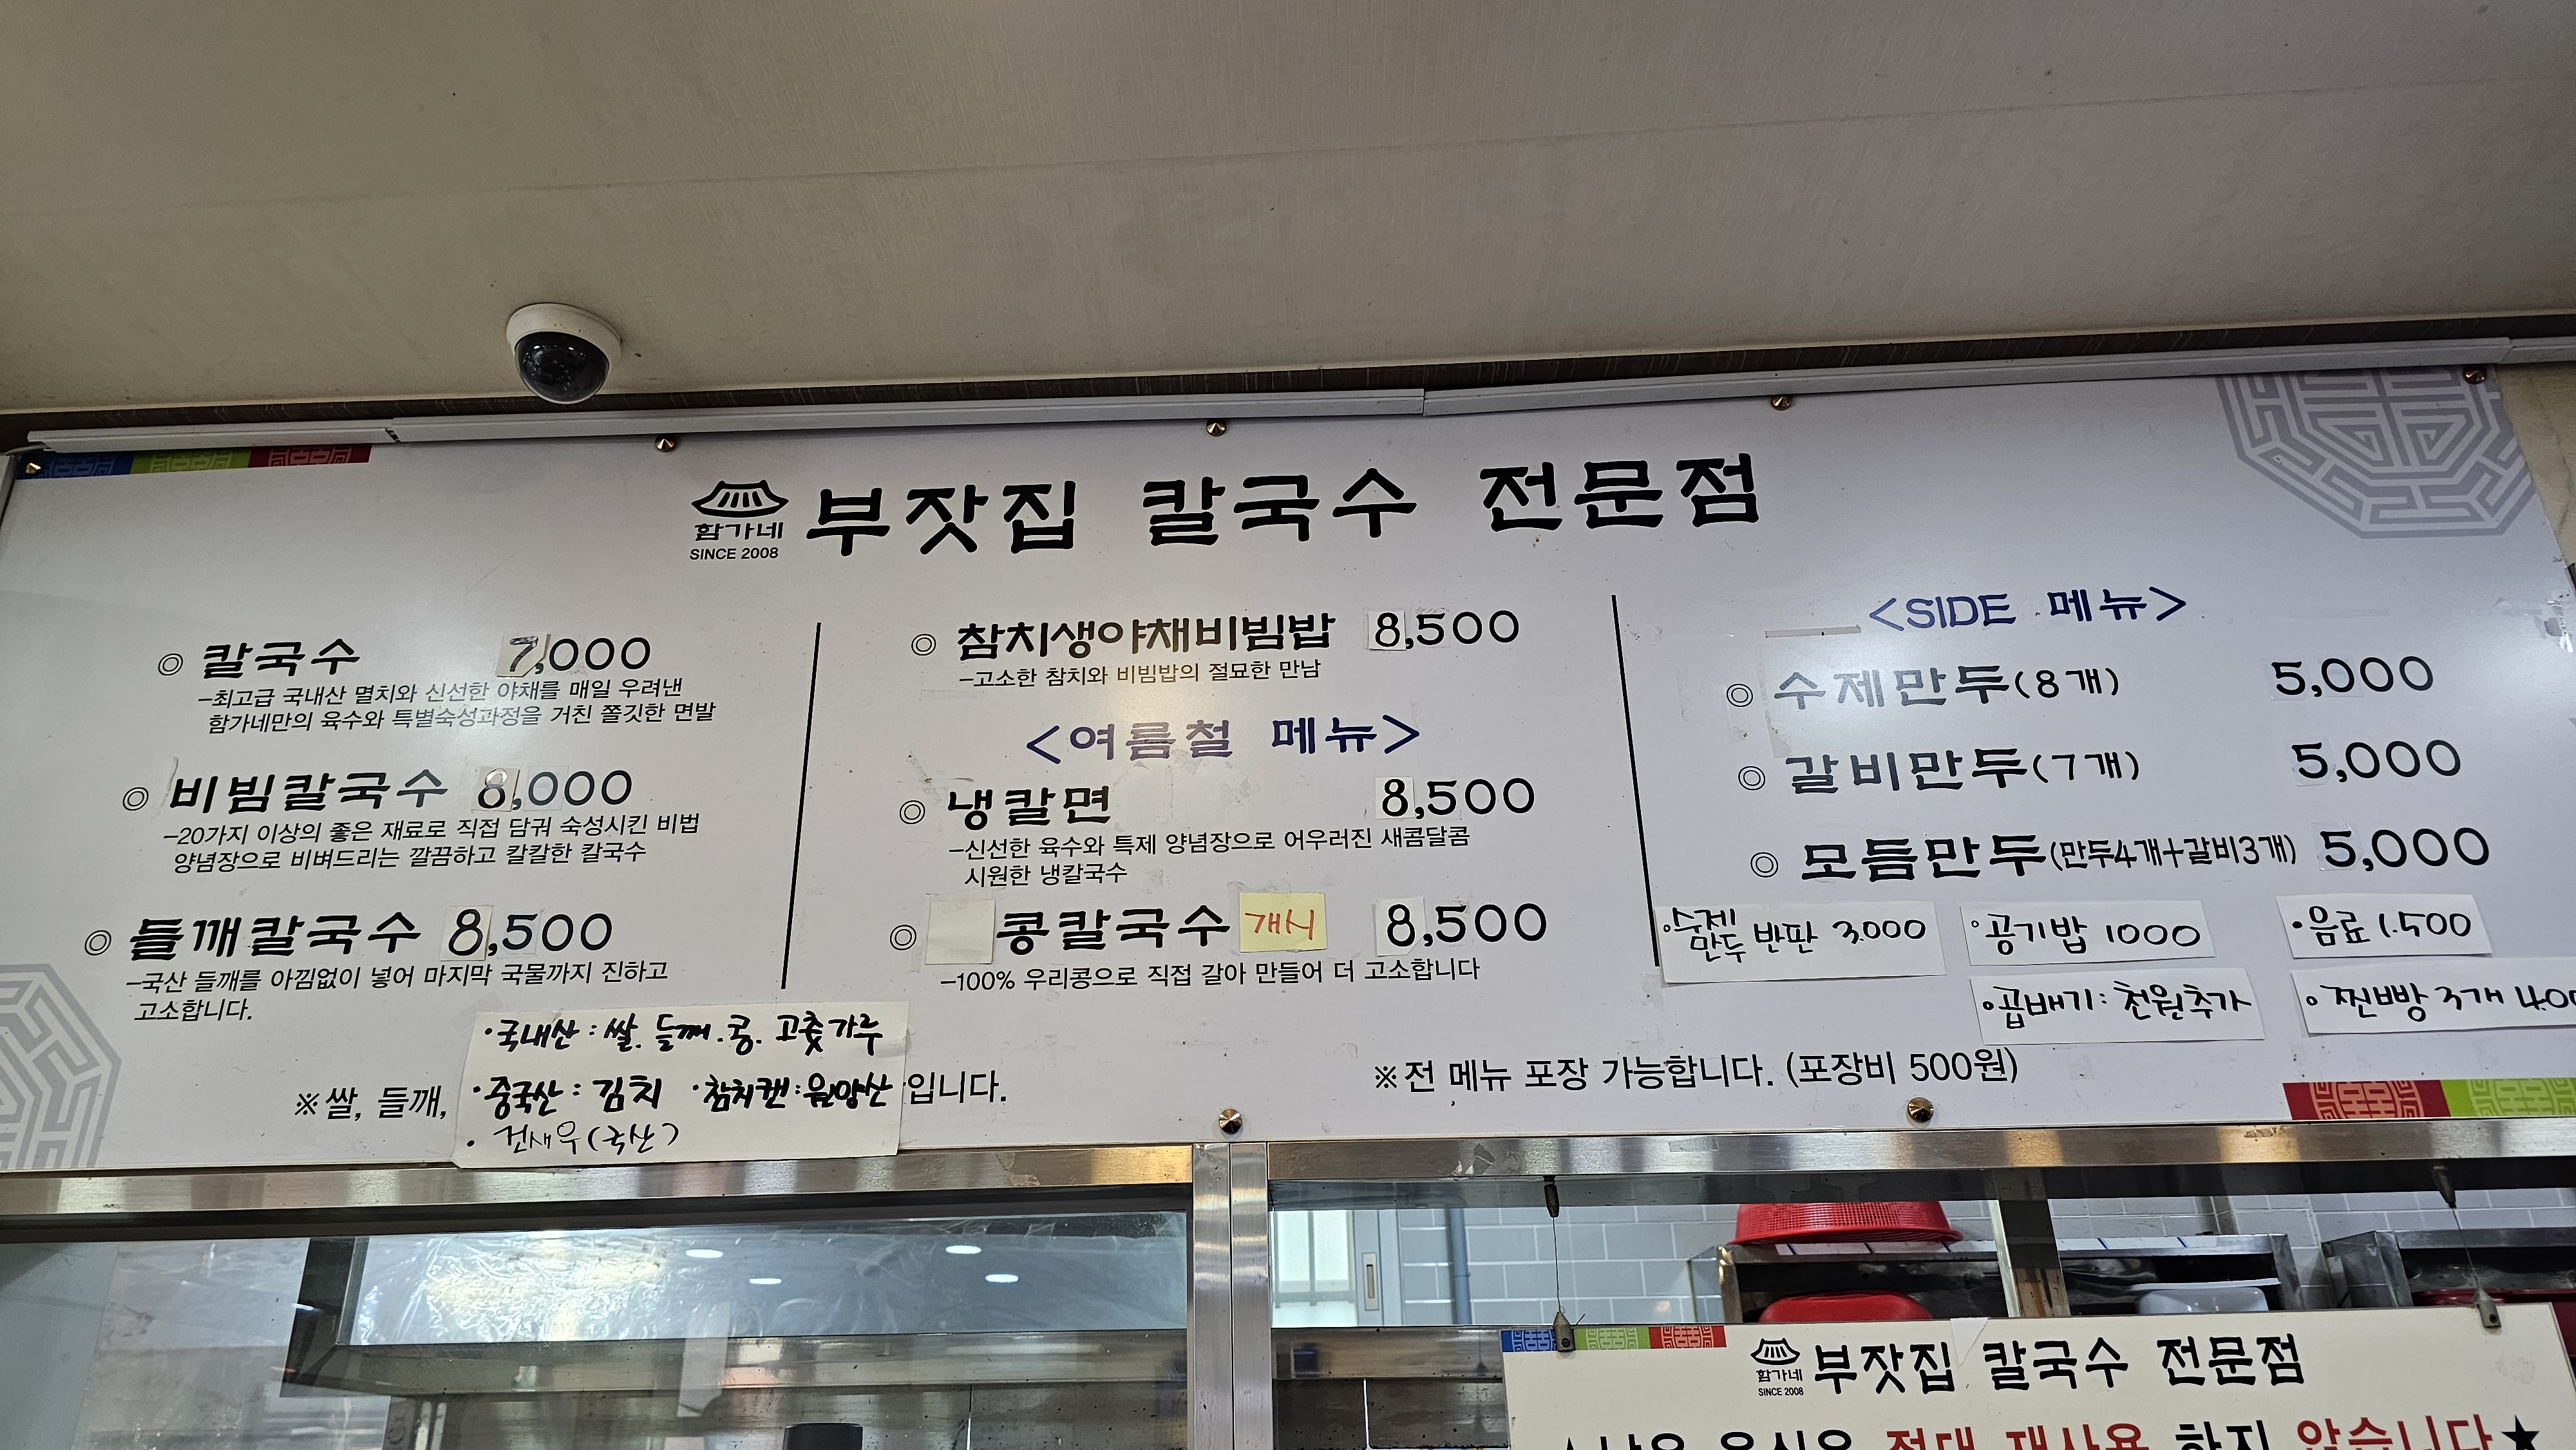 함가네
SINCE 2008
부잣집 칼국수 전문점
◎ 칼국수 7,000
-최고급 국내산 멸치와 신선한 야채를 매일 우려낸
함가네만의 육수와 특별숙성과정을 거친 쫄깃한 면발
◎ 비빔칼국수 8,000
-20가지 이상의 좋은 재료로 직접 담궈 숙성시킨 비법
양념장으로 비벼드리는 깔끔하고 칼칼한 칼국수
◎ 들깨칼국수 8,500
-국산 들깨를 아낌없이 넣어 마지막 국물까지 진하고
고소합니다.
◎ 참치생야채비빔밥 8,500
-고소한 참치와 비빔밥의 절묘한 만남
<여름철 메뉴>
◎ 냉칼면 8,500
-신선한 육수와 특제 양념장으로 어우러진 새콤달콤
시원한 냉칼국수
◎ 콩칼국수 개시 8,500
-100% 우리콩으로 직접 갈아 만들어 더 고소합니다
<SIDE 메뉴>
◎ 수제만두(8개) 5,000
◎ 갈비만두(7개) 5,000
◎ 모듬만두(만두4개+갈비3개) 5,000
·수제만두 반판 3.000
·공기밥 1000
·음료 1.500
·곱배기: 천원추가
·찐빵 3개
·국내산: 쌀. 들깨. 콩. 고춧가루
※쌀, 들깨,
·중국산: 김치 ·참치캔: 원양산
입니다.
·건새우(국산)
※전 메뉴 포장 가능합니다. (포장비 500원)
함가네
SINCE 2008
부잣집 칼국수 전문점
절대 재사용 하지 않습니다★